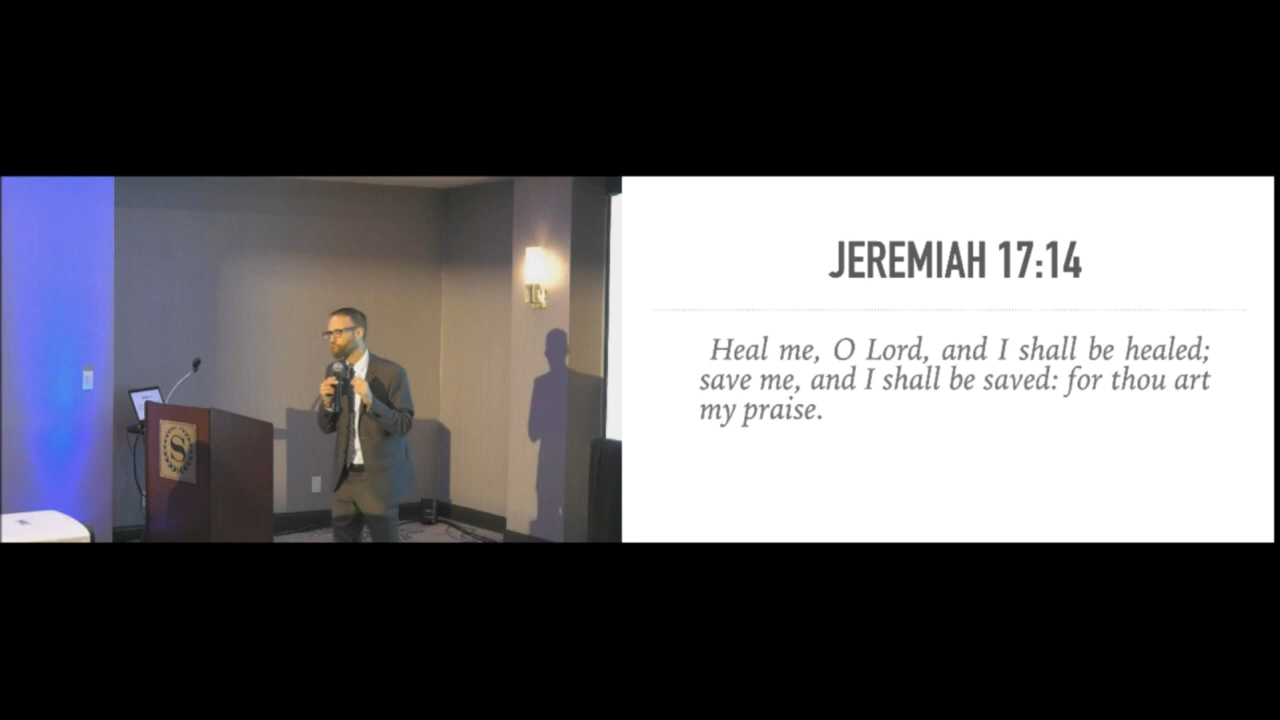 S
JEREMIAH 17:14
Heal me, O Lord, and I shall be healed;
save me, and I shall be saved: for thou art
my praise.